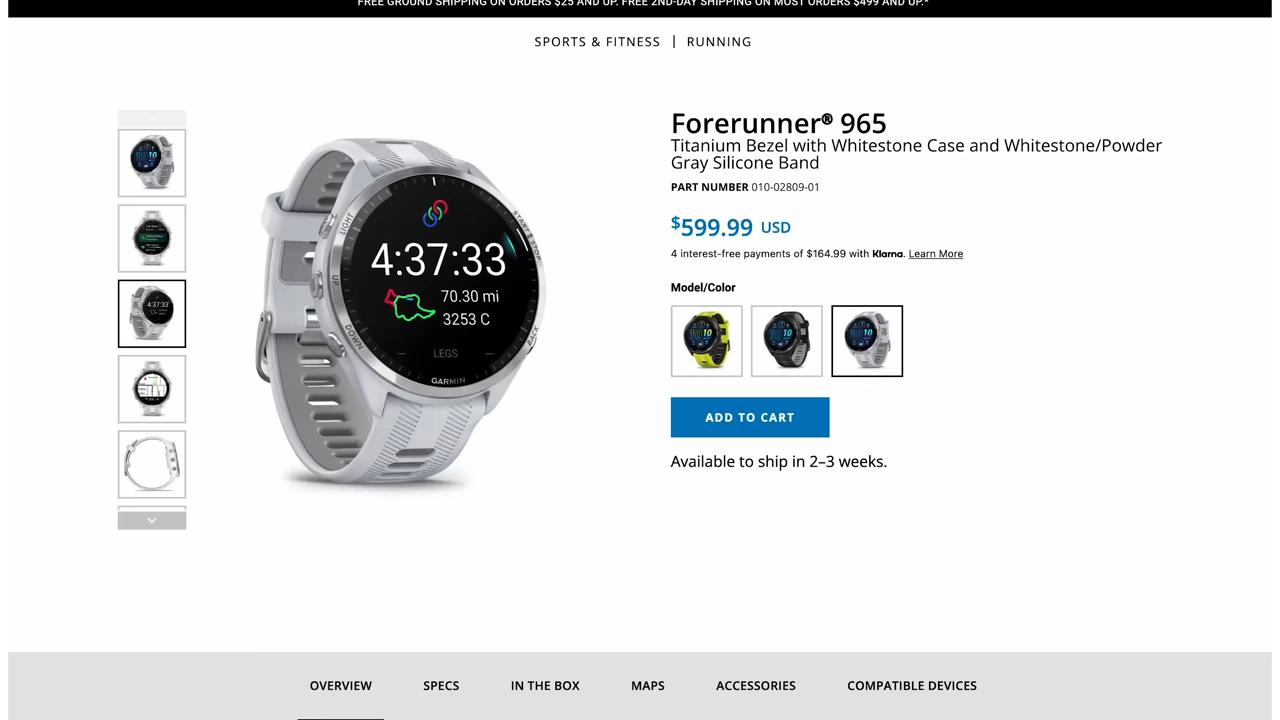 FREE GROUND SHIPPING ON ORDERS $25 AND UP. FREE 2ND-DAY SHIPPING ON MOST ORDERS $499 AND UP.*
SPORTS & FITNESS | RUNNING
Forerunner® 965
Titanium Bezel with Whitestone Case and Whitestone/Powder
Gray Silicone Band
PART NUMBER 010-02809-01
$599.99 USD
4 interest-free payments of $164.99 with Klarna. Learn More
Model/Color
ADD TO CART
Available to ship in 2–3 weeks.
LIGHT
UP
DOWN
START STOP
BACK
4:37:33
70.30 mi
3253 C
LEGS
GARMIN
OVERVIEW
SPECS
IN THE BOX
MAPS
ACCESSORIES
COMPATIBLE DEVICES